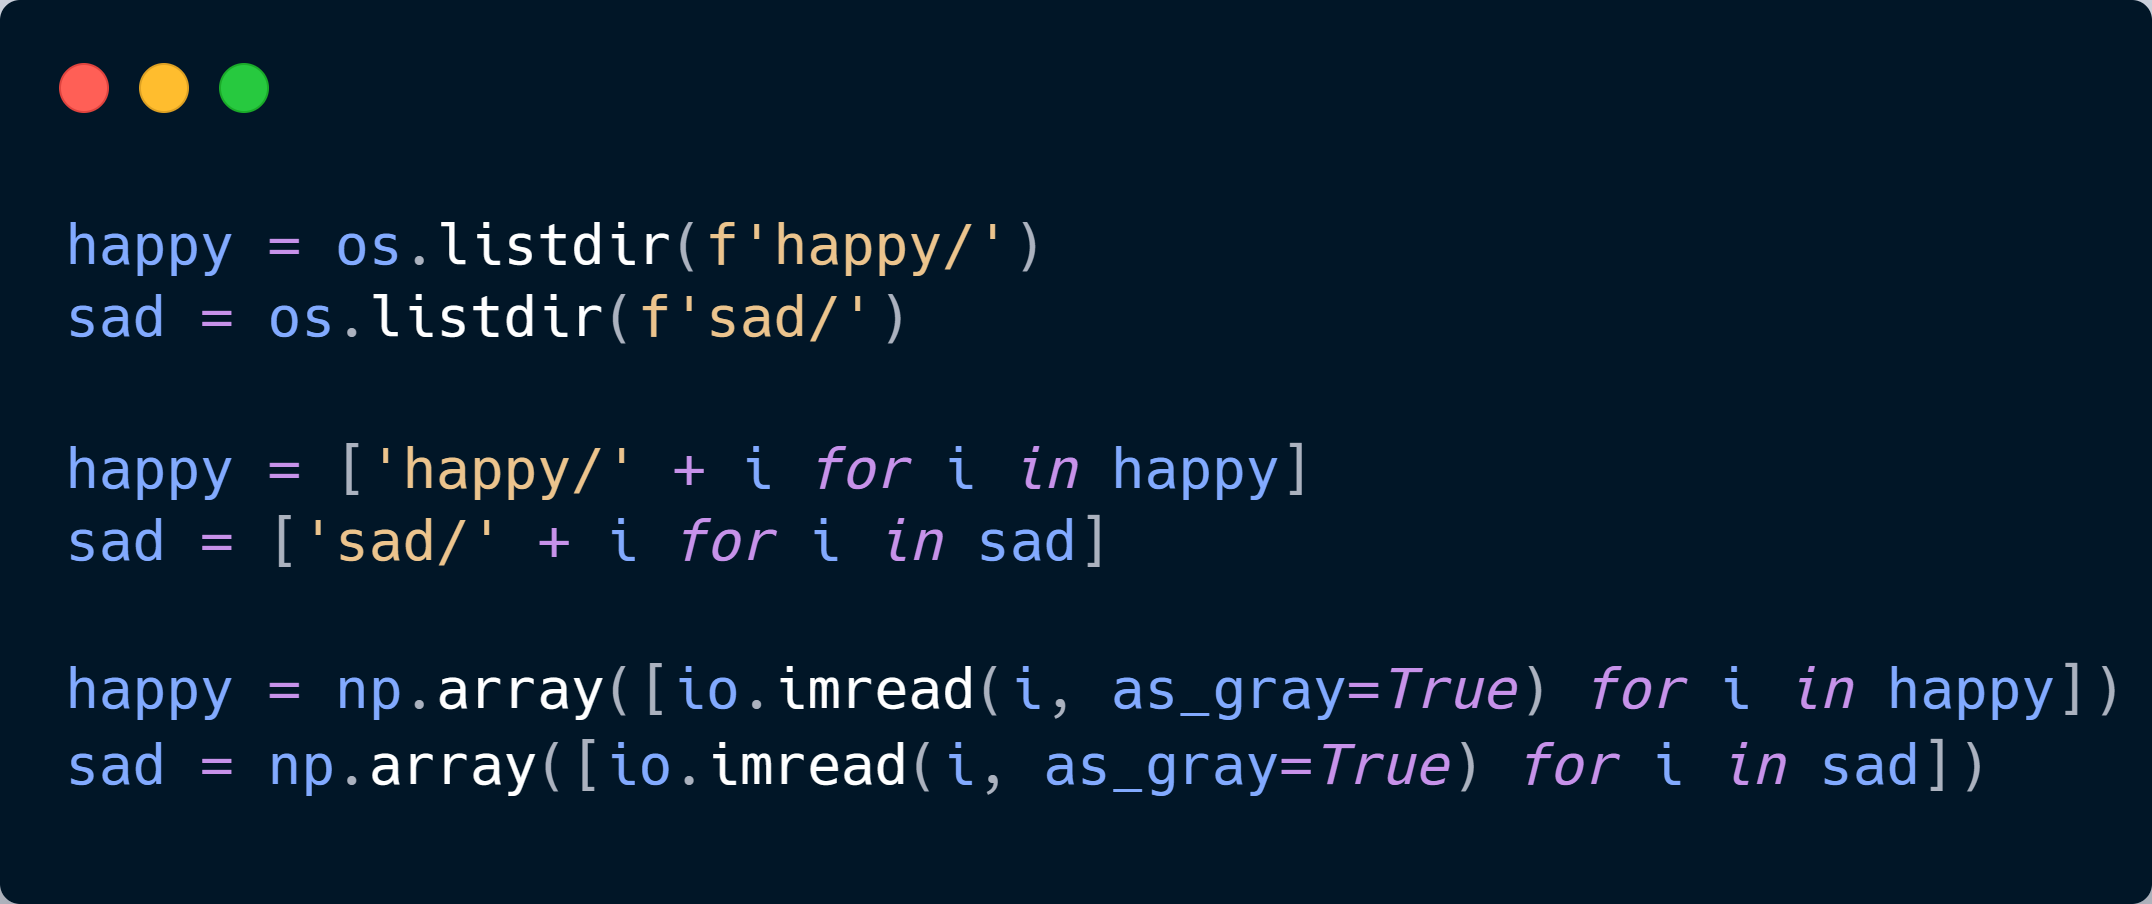 happy = os.listdir(f'happy/')
sad = os.listdir(f'sad/')
happy = ['happy/' + i for i in happy]
sad = ['sad/' + i for i in sad]
happy = np.array([io.imread(i, as_gray=True) for i in happy])
sad = np.array([io.imread(i, as_gray=True) for i in sad])